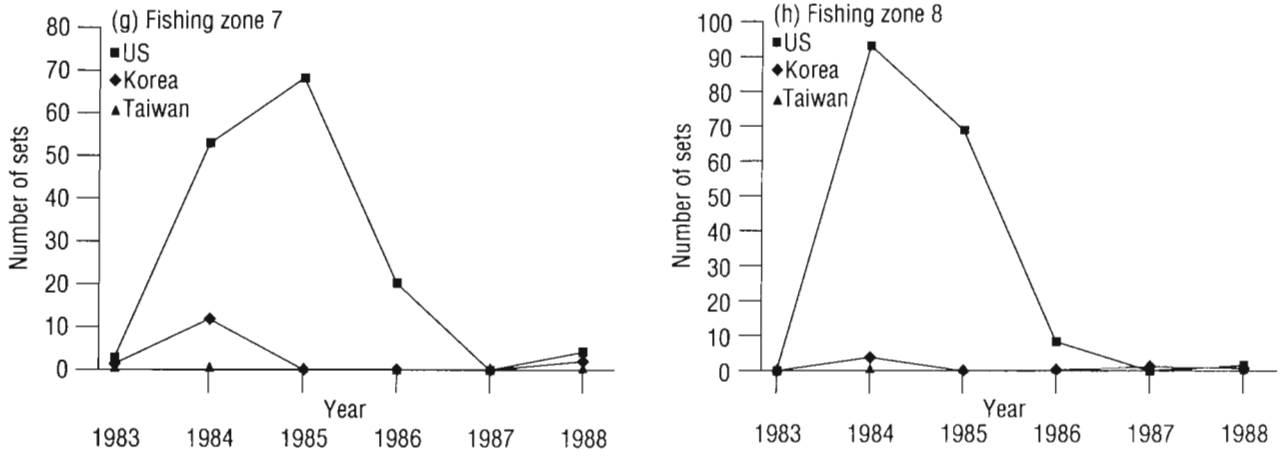 (g) Fishing zone 7
US
Korea
Taiwan
80
70
60
50
40
30
20
10
0
Number of sets
Year
1983 1984 1985 1986 1987 1988
(h) Fishing zone 8
US
Korea
Taiwan
100
90
80
70
60
50
40
30
20
10
0
Number of sets
Year
1983 1984 1985 1986 1987 1988